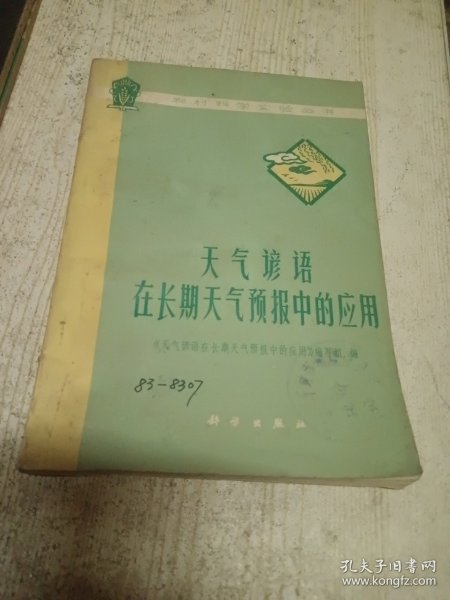 农村科学实验丛书
天气谚语
在长期天气预报中的应用
《天气谚语在长期天气预报中的应用》编写组 编
83-8307
科学出版社
孔夫子旧书网
www.kongfz.com